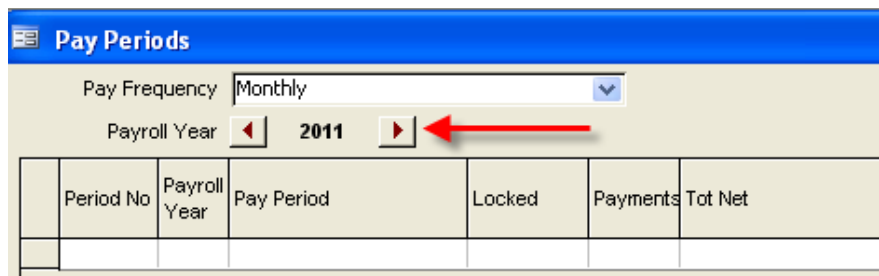 Pay Periods
Pay Frequency Monthly
Payroll Year 2011
Period No Payroll Year Pay Period Locked Payments Tot Net